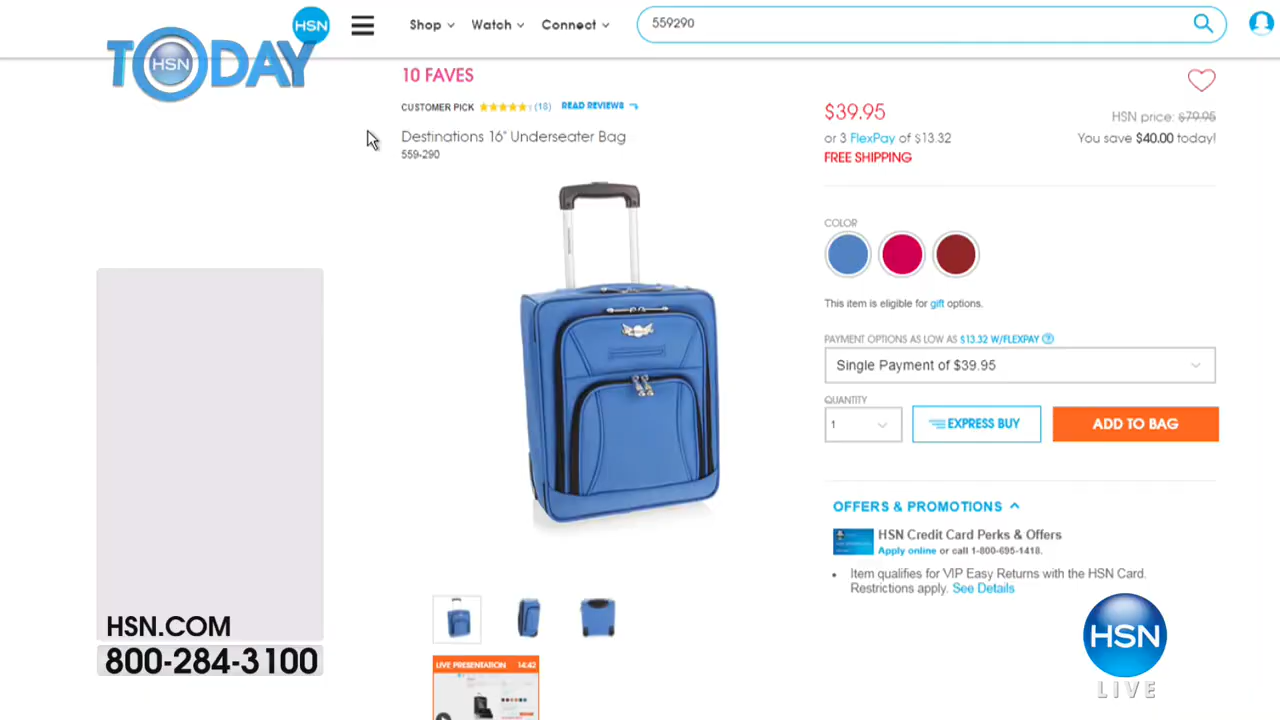 HSN
TODAY
HSN
Shop
Watch
Connect
559290
10 FAVES
CUSTOMER PICK
(18)
READ REVIEWS
Destinations 16" Underseater Bag
559-290
$39.95
HSN price: $79.95
or 3 FlexPay of $13.32
You save $40.00 today!
FREE SHIPPING
COLOR
This item is eligible for gift options.
PAYMENT OPTIONS AS LOW AS $13.32 W/FLEXPAY ?
Single Payment of $39.95
QUANTITY
1
EXPRESS BUY
ADD TO BAG
OFFERS & PROMOTIONS
HSN Credit Card Perks & Offers
Apply online or call 1-800-695-1418.
• Item qualifies for VIP Easy Returns with the HSN Card.
Restrictions apply. See Details
LIVE PRESENTATION 14:42
HSN.COM
800-284-3100
HSN
LIVE